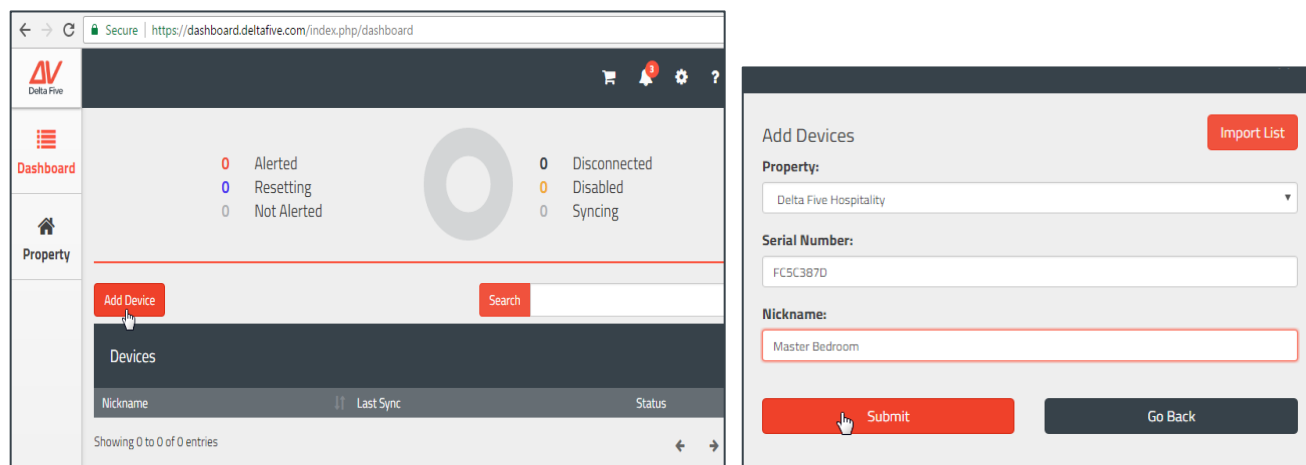 Secure | https://dashboard.deltafive.com/index.php/dashboard
ΔV
Delta Five
3
?
Dashboard
Property
0 Alerted
0 Resetting
0 Not Alerted
0 Disconnected
0 Disabled
0 Syncing
Add Device
Search
Devices
Nickname Last Sync Status
Showing 0 to 0 of 0 entries
Add Devices
Import List
Property:
Delta Five Hospitality
Serial Number:
FC5C387D
Nickname:
Master Bedroom
Submit
Go Back